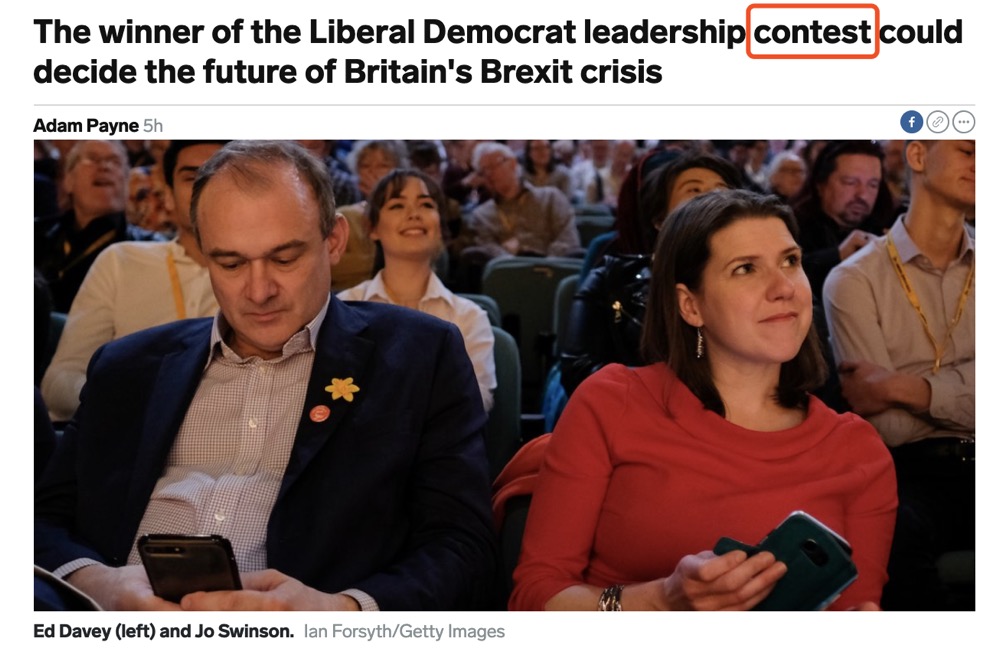 The winner of the Liberal Democrat leadership contest could
decide the future of Britain's Brexit crisis
Adam Payne 5h
Ed Davey (left) and Jo Swinson. Ian Forsyth/Getty Images